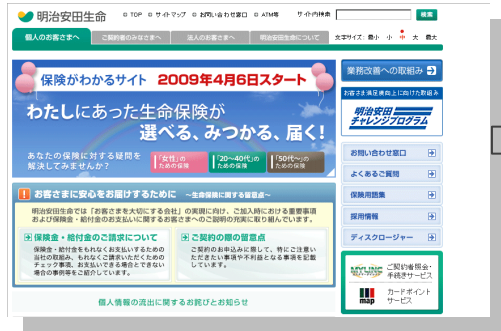 明治安田生命
TOP
サイトマップ
お問い合わせ窓口
ATM等
サイト内検索
検索
個人のお客さまへ
ご契約者のみなさまへ
法人のお客さまへ
明治安田生命について
文字サイズ: 最小 小 中 大 最大
保険がわかるサイト 2009年4月6日スタート
わたしにあった生命保険が
選べる、みつかる、届く!
あなたの保険に対する疑問を
解決してみませんか?
「女性」の
ための保険
「20~40代」の
ための保険
「50代~」の
ための保険
業務改善への取組み
お客さま満足度向上に向けた取組み
明治安田
チャレンジプログラム
お問い合わせ窓口
よくあるご質問
保険用語集
採用情報
ディスクロージャー
お客さまに安心をお届けするために ~生命保険に関する留意点~
明治安田生命では「お客さまを大切にする会社」の実現に向け、ご加入時における重要事項
および保険金・給付金のお支払いに関するお客さまへのご説明の充実に取り組んでいます。
保険金・給付金のご請求について
保険金・給付金をもれなくお支払いするための
当社の取組み、もれなくご請求いただくための
チェック事項、お支払いできる場合とできない
場合の事例等をご紹介しています。
ご契約の際の留意点
ご契約のお申込みに際して、特にご注意い
ただきたい事項や不利益となる事項を記載
しています。
個人情報の流出に関するお詫びとお知らせ
MYLINC
ご契約者照会・
手続きサービス
map
カードポイント
サービス